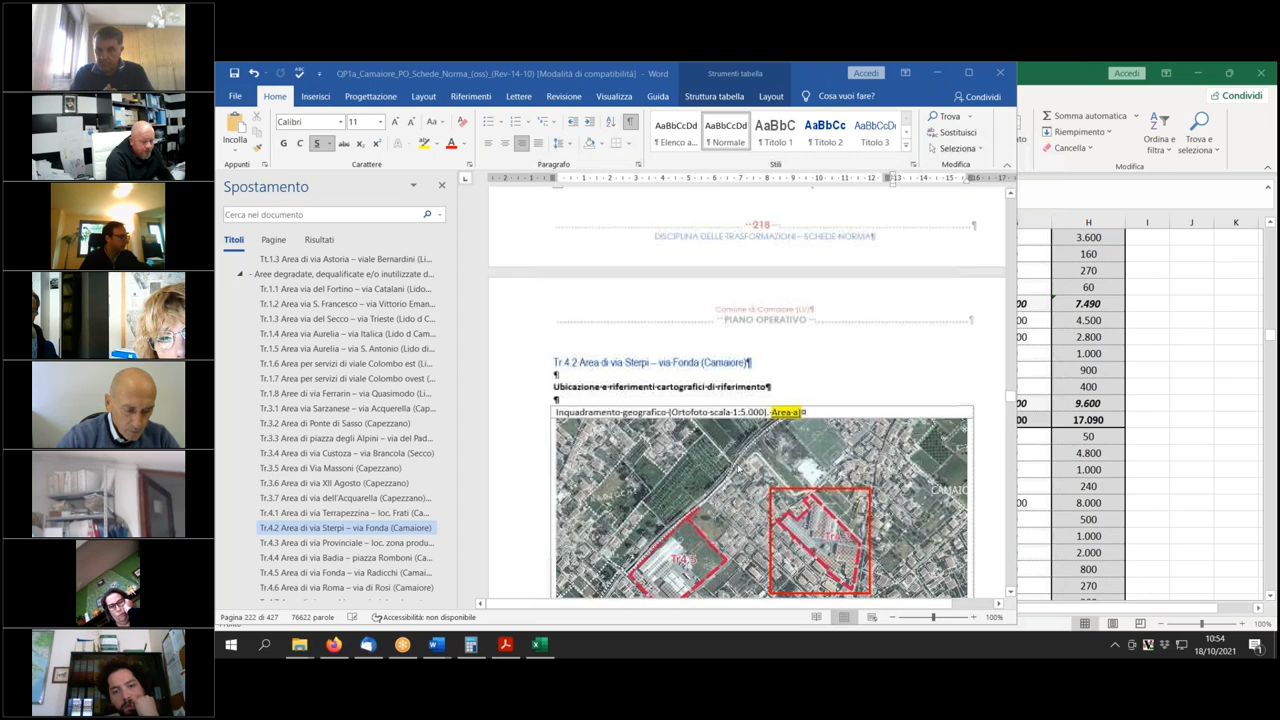 QP1a_Camaiore_PO_Schede_Norma_(oss)_(Rev-14-10) [Modalità di compatibilità] - Word
Strumenti tabella
Accedi
File Home Inserisci Progettazione Layout Riferimenti Lettere Revisione Visualizza Guida Struttura tabella Layout Cosa vuoi fare? Condividi
Incolla
Calibri 11
G C S abc X₂ X²
AaBbCcDd AaBbCcDd AaBbC AaBbCc AaBbCcD
¶ Elenco a... ¶ Normale ¶ Titolo 1 ¶ Titolo 2 ¶ Titolo 3
Trova
Sostituisci
Seleziona
Appunti Carattere Paragrafo Stili Modifica
Spostamento
Cerca nel documento
Titoli Pagine Risultati
Tt.1.3 Area di via Astoria – viale Bernardini (Li...
Aree degradate, dequalificate e/o inutilizzate d...
Tr.1.1 Area via del Fortino – via Catalani (Lido...
Tr.1.2 Area via S. Francesco – via Vittorio Eman...
Tr.1.3 Area via del Secco – via Trieste (Lido di...
Tr.1.4 Area via Aurelia – via Italica (Lido d Cam...
Tr.1.5 Area via Aurelia – via S. Antonio (Lido di...
Tr.1.6 Area per servizi di viale Colombo est (Li...
Tr.1.7 Area per servizi di viale Colombo ovest (...
Tr.1.8 Area di via Ferrarin – via Quasimodo (Li...
Tr.3.1 Area via Sarzanese – via Acquerella (Cap...
Tr.3.2 Area di Ponte di Sasso (Capezzano)
Tr.3.3 Area di piazza degli Alpini – via del Pad...
Tr.3.4 Area di via Custoza – via Brancola (Secco)
Tr.3.5 Area di Via Massoni (Capezzano)
Tr.3.6 Area di via XII Agosto (Capezzano)
Tr.3.7 Area di via dell'Acquarella (Capezzano)...
Tr.4.1 Area di via Terrapezzina – loc. Frati (Ca...
Tr.4.2 Area di via Sterpi – via Fonda (Camaiore)
Tr.4.3 Area di via Provinciale – loc. zona produ...
Tr.4.4 Area di via Badia – piazza Romboni (Ca...
Tr.4.5 Area di via Fonda – via Radicchi (Camai...
Tr.4.6 Area di via Roma – via di Rosi (Camaiore)
218
DISCIPLINA DELLE TRASFORMAZIONI – SCHEDE NORMA¶
Comune di Camaiore (LU)¶
PIANO OPERATIVO
Tr 4.2 Area di via Sterpi – via Fonda (Camaiore)¶
¶
Ubicazione e riferimenti cartografici di riferimento¶
¶
Inquadramento geografico (Ortofoto scala 1:5.000). Area a)
CAMAIO
Pagina 222 di 427 76622 parole Accessibilità: non disponibile 100%
Accedi
Condividi
Somma automatica
Riempimento
Cancella
Ordina e filtra
Trova e seleziona
Modifica
H I J K
3.600
160
270
60
00 7.490
00 4.500
00 2.800
1.000
900
400
00 9.600
00 17.090
50
00 4.800
00 1.000
240
00 8.000
500
00 1.000
00 2.000
800
270
100%
10:54
18/10/2021